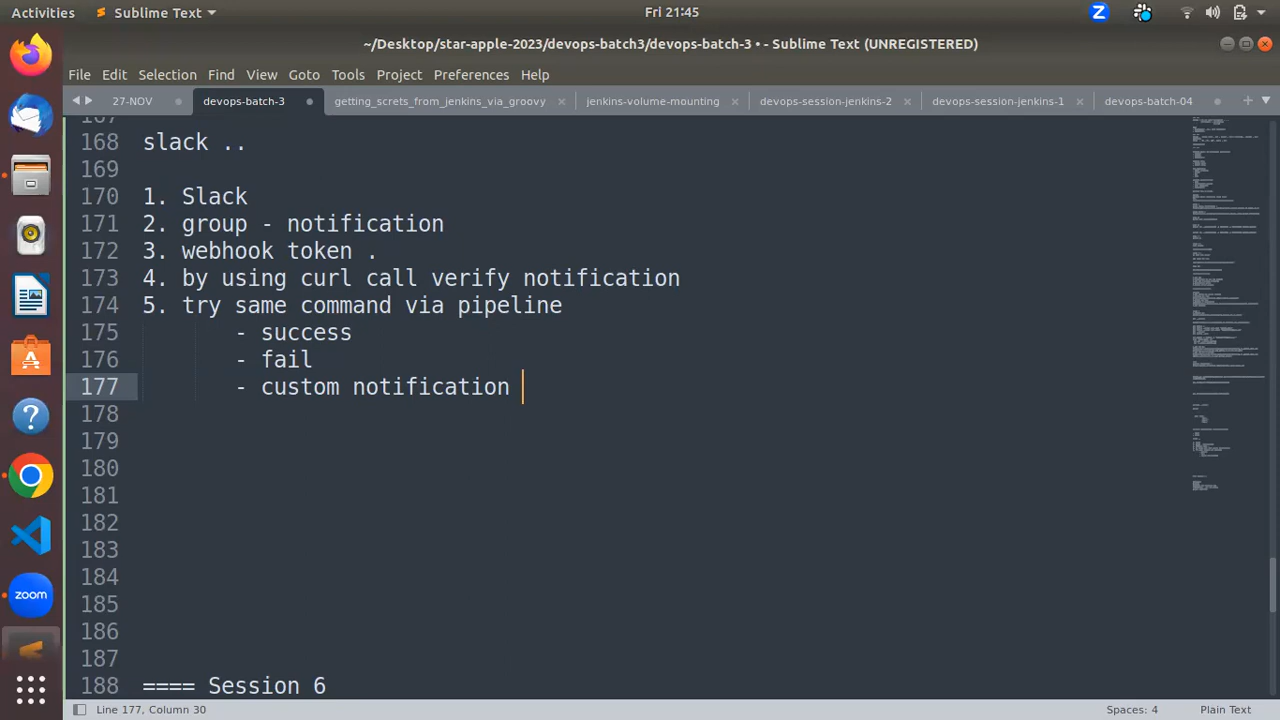 Activities Sublime Text Fri 21:45
~/Desktop/star-apple-2023/devops-batch3/devops-batch-3 • - Sublime Text (UNREGISTERED)
File Edit Selection Find View Goto Tools Project Preferences Help
27-NOV devops-batch-3 getting_screts_from_jenkins_via_groovy jenkins-volume-mounting devops-session-jenkins-2 devops-session-jenkins-1 devops-batch-04
167
168 slack ..
169
170 1. Slack
171 2. group - notification
172 3. webhook token .
173 4. by using curl call verify notification
174 5. try same command via pipeline
175 - success
176 - fail
177 - custom notification
178
179
180
181
182
183
184
185
186
187
188 ==== Session 6
zoom
Line 177, Column 30 Spaces: 4 Plain Text